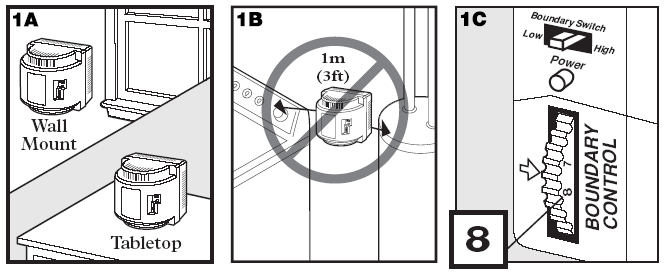 1A
Wall
Mount
Tabletop
1B
1m
(3ft)
1C
Boundary Switch
Low
High
Power
7
8
BOUNDARY
CONTROL
8